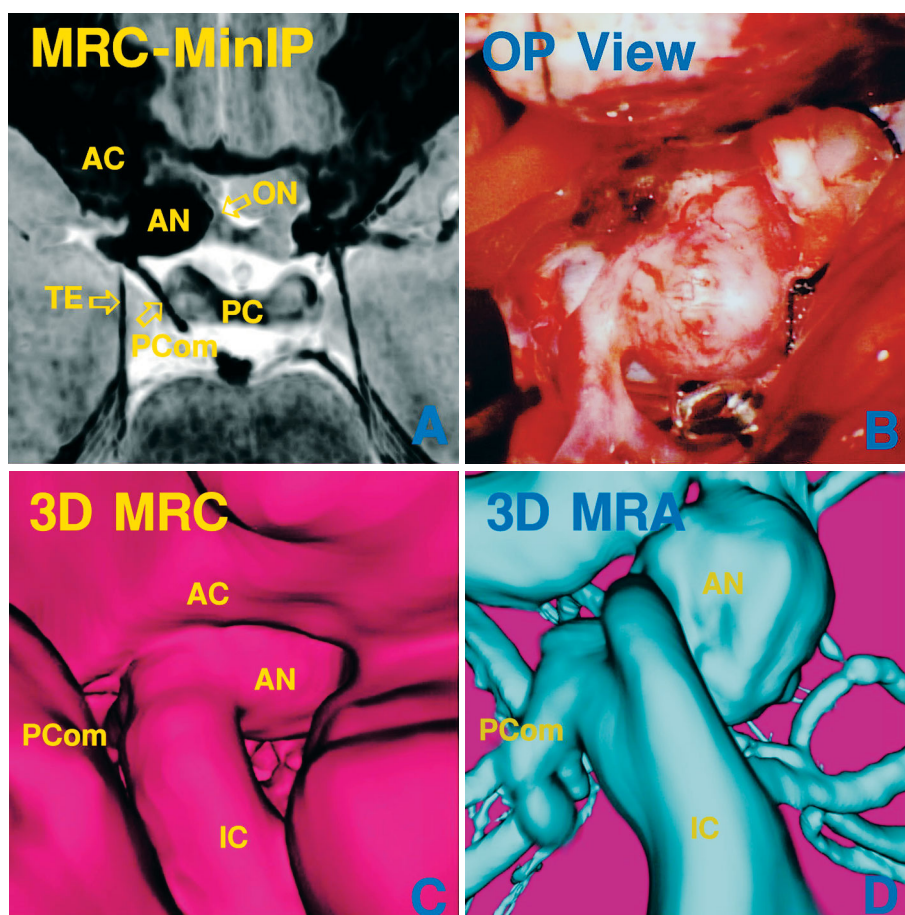 MRC-MinIP
AC
ON
AN
TE
PC
PCom
A
OP View
B
3D MRC
AC
AN
PCom
IC
C
3D MRA
AN
PCom
IC
D